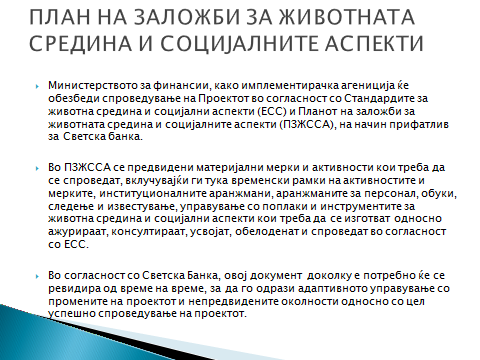 ПЛАН НА ЗАЛОЖБИ ЗА ЖИВОТНАТА
СРЕДИНА И СОЦИЈАЛНИТЕ АСПЕКТИ
Министерството за финансии, како имплементирачка агениција ќе
обезбеди спроведување на Проектот во согласност со Стандардите за
животна средина и социјални аспекти (ЕСС) и Планот на заложби за
животната средина и социјалните аспекти (ПЗЖССА), на начин прифатлив
за Светска банка.
Во ПЗЖССА се предвидени материјални мерки и активности кои треба да
се спроведат, вклучувајќи ги тука временски рамки на активностите и
мерките, институционалните аранжмани, аранжманите за персонал, обуки,
следење и известување, управување со поплаки и инструментите за
животна средина и социјални аспекти кои треба да се изготват односно
ажурираат, консултираат, усвојат, обелоденат и спроведат во согласност
со ЕСС.
Во согласност со Светска Банка, овој документ доколку е потребно ќе се
ревидира од време на време, за да го одрази адаптивното управување со
промените на проектот и непредвидените околности односно со цел
успешно спроведување на проектот.